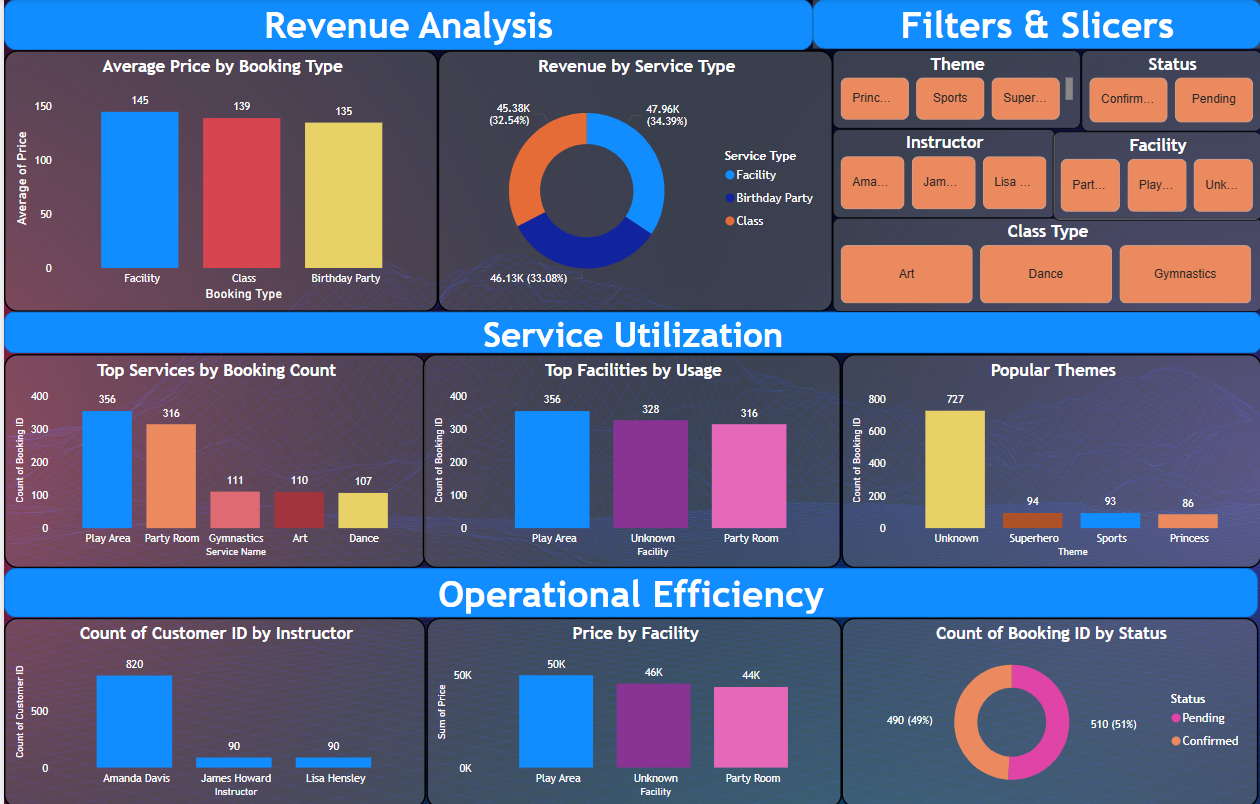 Revenue Analysis
Filters & Slicers
Average Price by Booking Type
Average of Price
150
100
50
0
145
139
135
Facility
Class
Birthday Party
Booking Type
Revenue by Service Type
45.38K
(32.54%)
47.96K
(34.39%)
46.13K (33.08%)
Service Type
Facility
Birthday Party
Class
Theme
Princ...
Sports
Super...
Status
Confirm...
Pending
Instructor
Ama...
Jam...
Lisa ...
Facility
Part...
Play...
Unk...
Class Type
Art
Dance
Gymnastics
Service Utilization
Top Services by Booking Count
Count of Booking ID
400
300
200
100
0
356
316
111
110
107
Play Area
Party Room
Gymnastics
Art
Dance
Service Name
Top Facilities by Usage
Count of Booking ID
400
300
200
100
0
356
328
316
Play Area
Unknown
Party Room
Facility
Popular Themes
Count of Booking ID
800
600
400
200
0
727
94
93
86
Unknown
Superhero
Sports
Princess
Theme
Operational Efficiency
Count of Customer ID by Instructor
Count of Customer ID
500
0
820
90
90
Amanda Davis
James Howard
Lisa Hensley
Instructor
Price by Facility
Sum of Price
50K
0K
50K
46K
44K
Play Area
Unknown
Party Room
Facility
Count of Booking ID by Status
490 (49%)
510 (51%)
Status
Pending
Confirmed